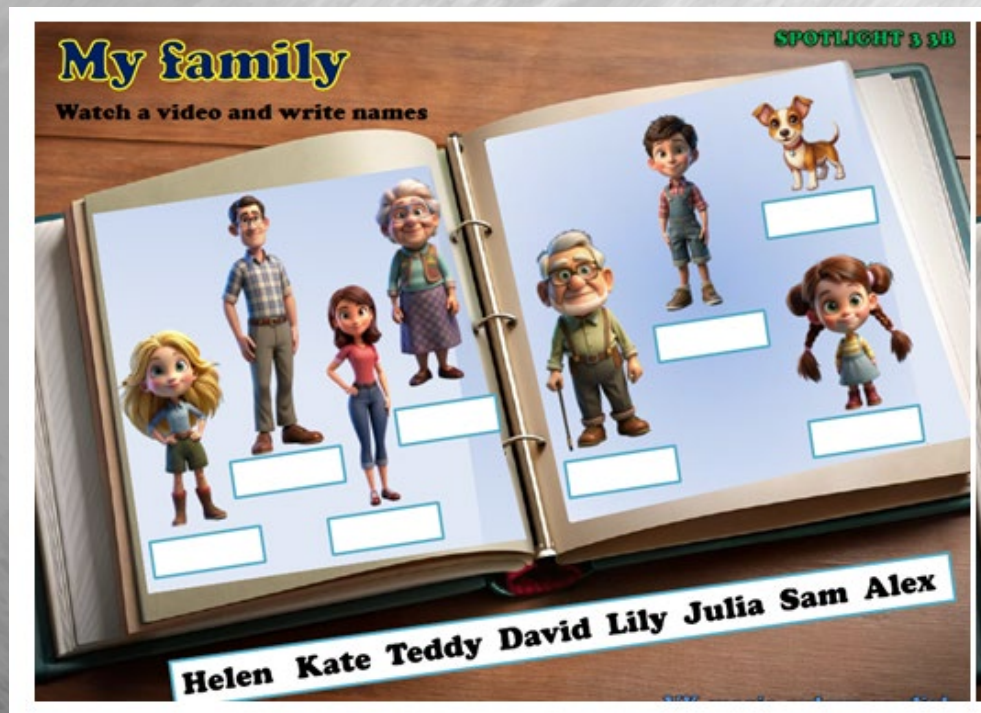 My family
SPOTLIGHT 3 3B
Watch a video and write names
Helen Kate Teddy David Lily Julia Sam Alex